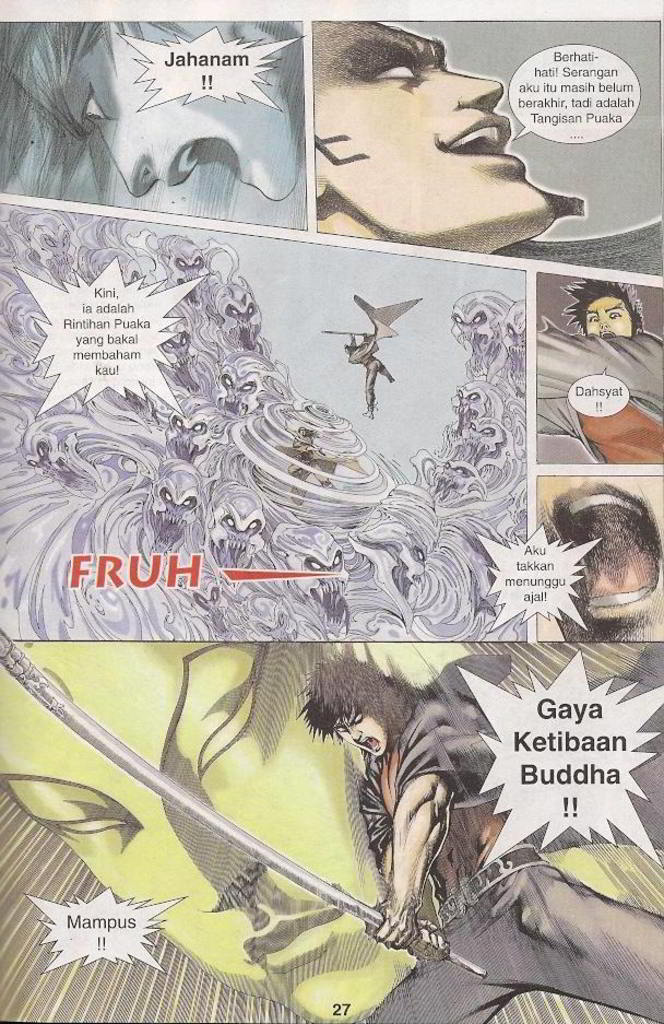 Jahanam
!!
Berhati-
hati! Serangan
aku itu masih belum
berakhir, tadi adalah
Tangisan Puaka
....
Kini,
ia adalah
Rintihan Puaka
yang bakal
membaham
kau!
Dahsyat
!!
FRUH
Aku
takkan
menunggu
ajal!
Gaya
Ketibaan
Buddha
!!
Mampus
!!
27